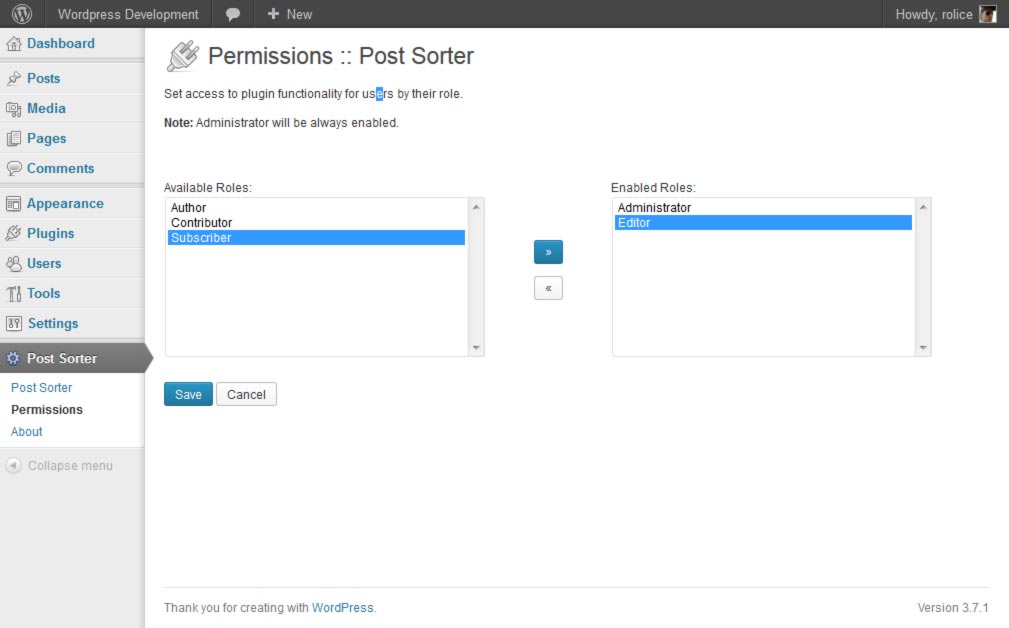 Wordpress Development
+ New
Howdy, rolice
Dashboard
Posts
Media
Pages
Comments
Appearance
Plugins
Users
Tools
Settings
Post Sorter
Post Sorter
Permissions
About
Collapse menu
Permissions :: Post Sorter
Set access to plugin functionality for users by their role.
Note: Administrator will be always enabled.
Available Roles:
Author
Contributor
Subscriber
»
«
Enabled Roles:
Administrator
Editor
Save
Cancel
Thank you for creating with WordPress.
Version 3.7.1